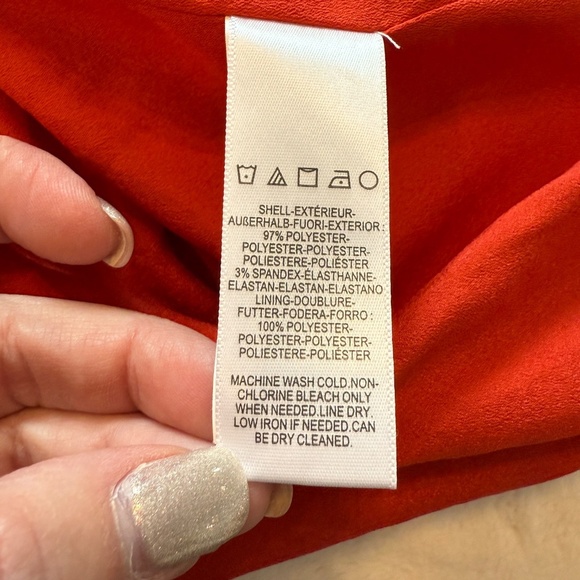 SHELL-EXTÉRIEUR-
AUßERHALB-FUORI-EXTERIOR :
97% POLYESTER-
POLYESTER-POLYESTER-
POLIESTERE-POLIÉSTER
3% SPANDEX-ÉLASTHANNE-
ELASTAN-ELASTAN-ELASTANO
LINING-DOUBLURE-
FUTTER-FODERA-FORRO :
100% POLYESTER-
POLYESTER-POLYESTER-
POLIESTERE-POLIÉSTER
MACHINE WASH COLD.NON-
CHLORINE BLEACH ONLY
WHEN NEEDED.LINE DRY.
LOW IRON IF NEEDED.CAN
BE DRY CLEANED.